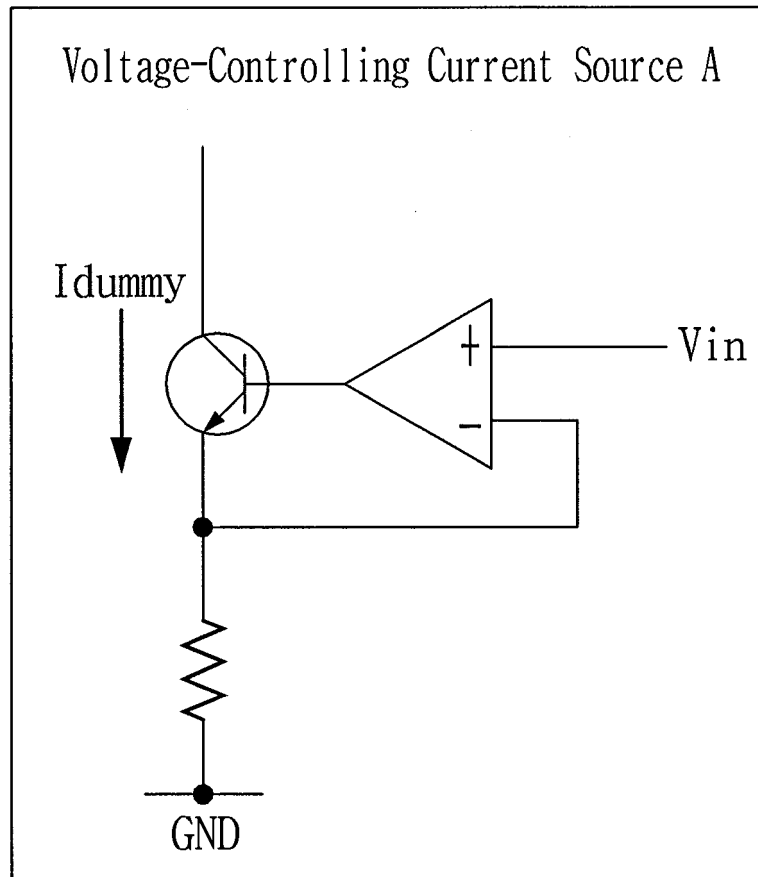 Voltage-Controlling Current Source A
Idummy
+
Vin
-
GND